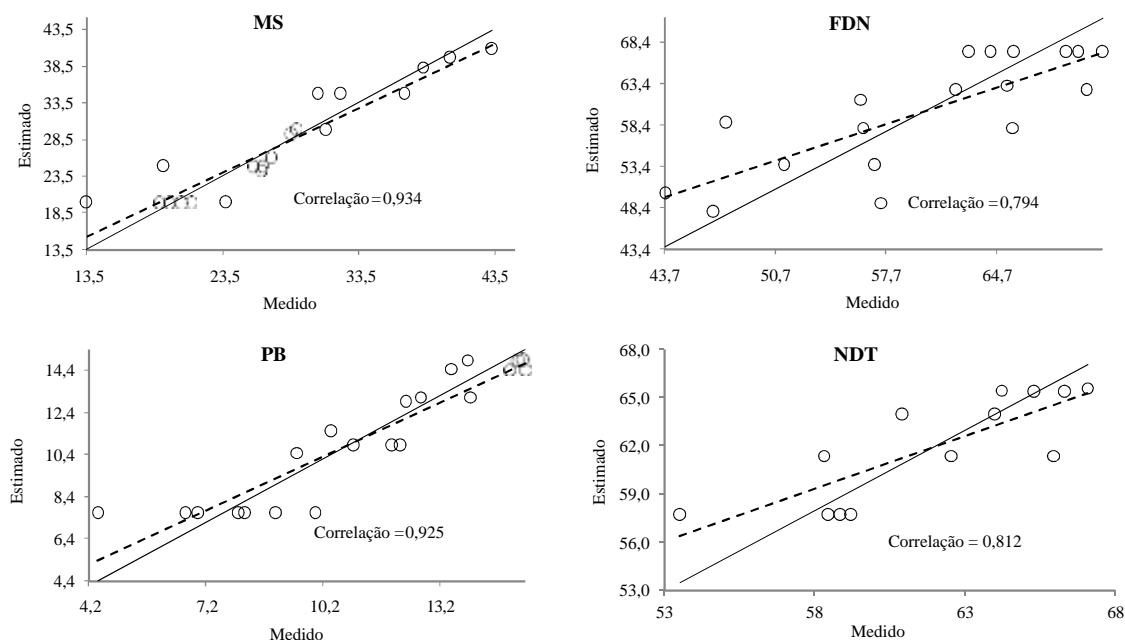 MS
43,5
38,5
33,5
28,5
23,5
18,5
13,5
Estimado
Correlação = 0,934
13,5 23,5 33,5 43,5
Medido
FDN
68,4
63,4
58,4
53,4
48,4
43,4
Estimado
Correlação = 0,794
43,7 50,7 57,7 64,7
Medido
PB
14,4
12,4
10,4
8,4
6,4
4,4
Estimado
Correlação = 0,925
4,2 7,2 10,2 13,2
Medido
NDT
68,0
65,0
62,0
59,0
56,0
53,0
Estimado
Correlação = 0,812
53 58 63 68
Medido